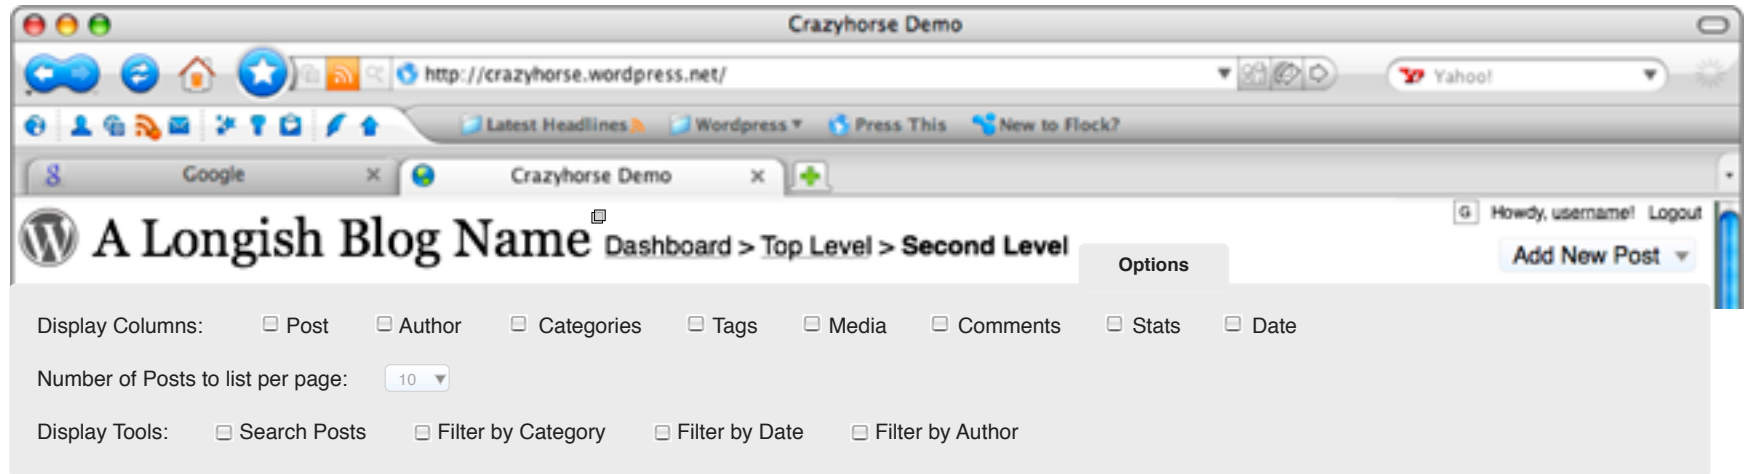 Crazyhorse Demo
http://crazyhorse.wordpress.net/ Yahoo!
Latest Headlines Wordpress Press This New to Flock?
Google Crazyhorse Demo
G Howdy, username! Logout
A Longish Blog Name Dashboard > Top Level > Second Level
Options Add New Post
Display Columns: Post Author Categories Tags Media Comments Stats Date
Number of Posts to list per page: 10
Display Tools: Search Posts Filter by Category Filter by Date Filter by Author